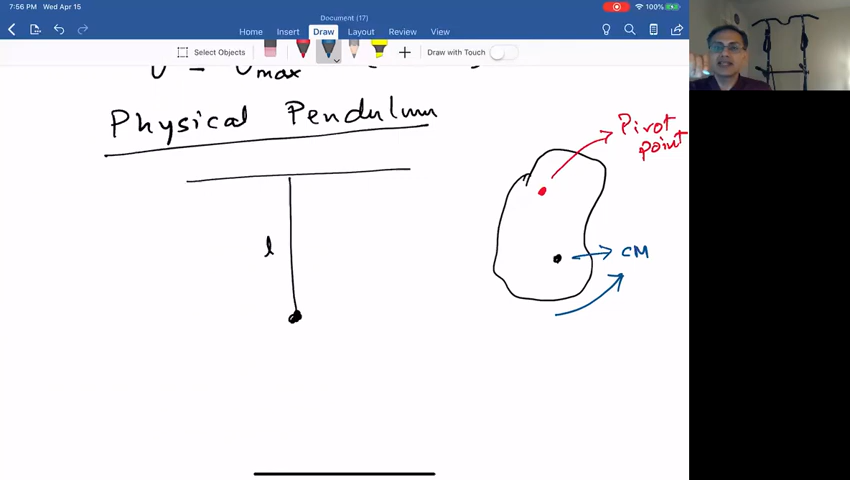 7:56 PM Wed Apr 15
100%
Document (17)
Home Insert Draw Layout Review View
Select Objects
Draw with Touch
max
Physical Pendulum
Pivot
point
l
CM